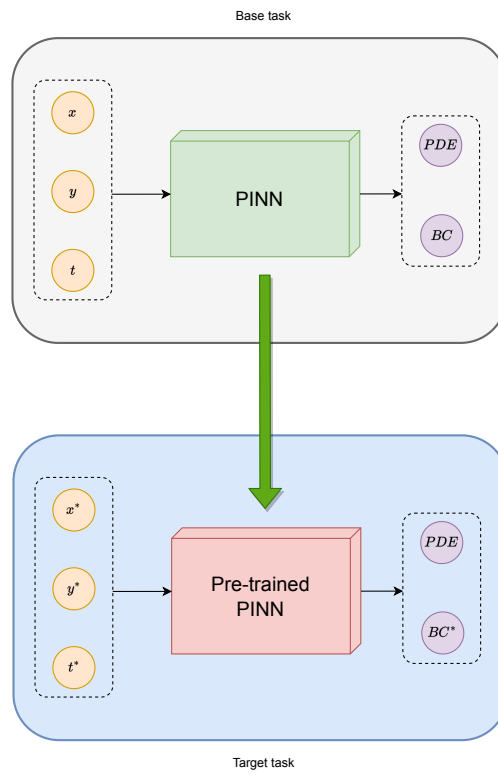 Base task
x
y
t
PINN
PDE
BC
x*
y*
t*
Pre-trained
PINN
PDE
BC*
Target task